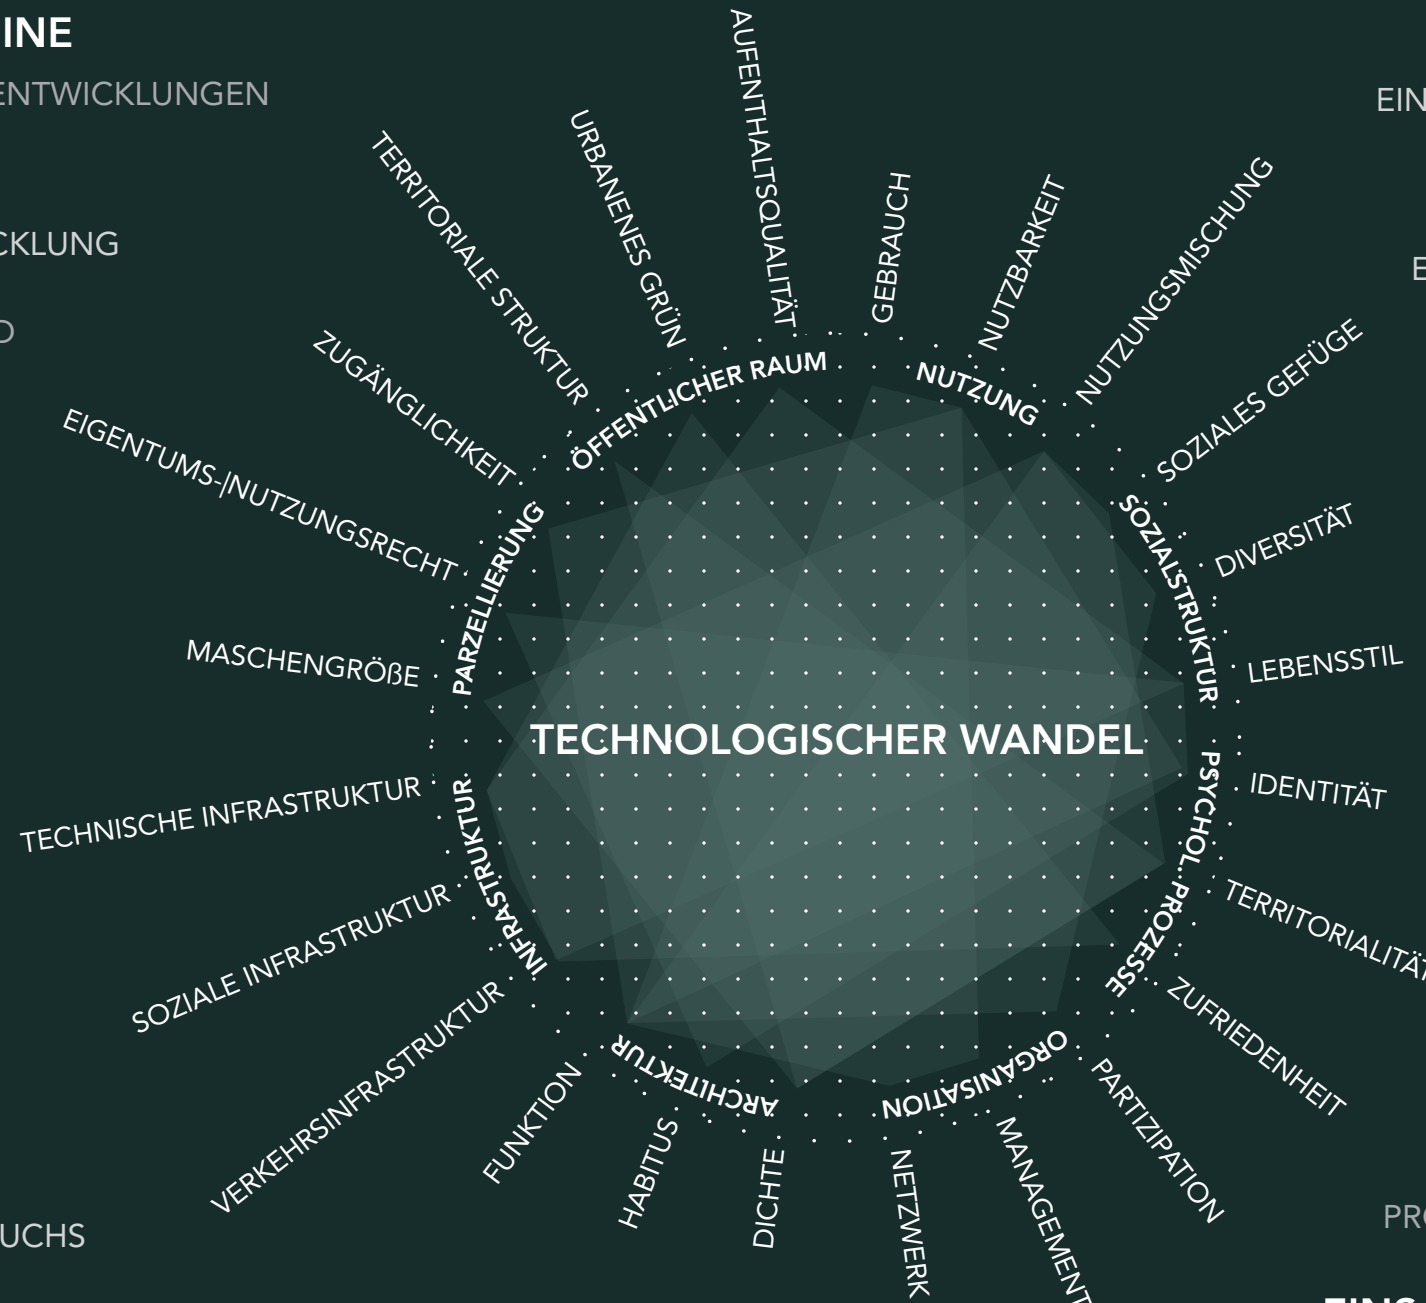 INE
ENTWICKLUNGEN
CKLUNG
D
UCHS
TECHNOLOGISCHER WANDEL
ÖFFENTLICHER RAUM
TERRITORIALE STRUKTUR
URBANENES GRÜN
AUFENTHALTSQUALITÄT
NUTZUNG
GEBRAUCH
NUTZBARKEIT
NUTZUNGSMISCHUNG
SOZIALSTRUKTUR
SOZIALES GEFÜGE
DIVERSITÄT
LEBENSSTIL
PSYCHOL. PROZESSE
IDENTITÄT
TERRITORIALITÄT
ZUFRIEDENHEIT
ORGANISATION
PARTIZIPATION
MANAGEMENT
NETZWERK
ARCHITEKTUR
DICHTE
HABITUS
FUNKTION
INFRASTRUKTUR
VERKEHRSINFRASTRUKTUR
SOZIALE INFRASTRUKTUR
TECHNISCHE INFRASTRUKTUR
PARZELLIERUNG
MASCHENGRÖßE
EIGENTUMS-|NUTZUNGSRECHT
ZUGÄNGLICHKEIT
EIN
E
PRO